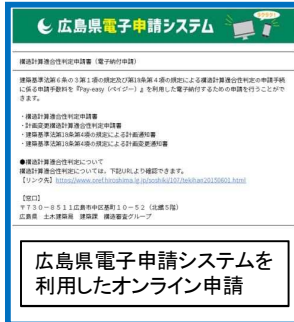 広島県電子申請システム
構造計算適合性判定申請書（電子納付申請）
建築基準法第6条の3第1項の規定及び第18条第4項の規定による構造計算適合性判定の申請手続
に係る申請手数料を『Pay-easy（ペイジー）』を利用した電子納付するための申請を行うことがで
きます。
・構造計算適合性判定申請書
・計画変更構造計算適合性判定申請書
・建築基準法第18条第4項の規定による計画通知書
・建築基準法第18条第4項の規定による計画変更通知書
●構造計算適合性判定について
構造計算適合性判定については、下記URLより確認できます。
【リンク先】https://www.pref.hiroshima.lg.jp/soshiki/107/tekihan20150601.html
【窓口】
〒730-8511広島市中区基町10-52（北館5階）
広島県 土木建築局 建築課 構造審査グループ
広島県電子申請システムを
利用したオンライン申請